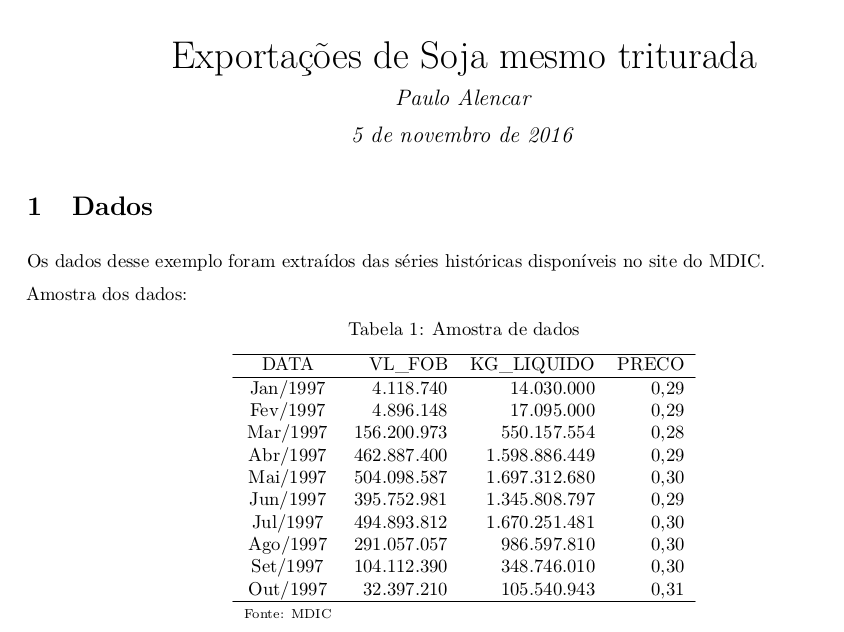 Exportações de Soja mesmo triturada
Paulo Alencar
5 de novembro de 2016
1 Dados
Os dados desse exemplo foram extraídos das séries históricas disponíveis no site do MDIC.
Amostra dos dados:
Tabela 1: Amostra de dados
DATA VL_FOB KG_LIQUIDO PRECO
Jan/1997 4.118.740 14.030.000 0,29
Fev/1997 4.896.148 17.095.000 0,29
Mar/1997 156.200.973 550.157.554 0,28
Abr/1997 462.887.400 1.598.886.449 0,29
Mai/1997 504.098.587 1.697.312.680 0,30
Jun/1997 395.752.981 1.345.808.797 0,29
Jul/1997 494.893.812 1.670.251.481 0,30
Ago/1997 291.057.057 986.597.810 0,30
Set/1997 104.112.390 348.746.010 0,30
Out/1997 32.397.210 105.540.943 0,31
Fonte: MDIC